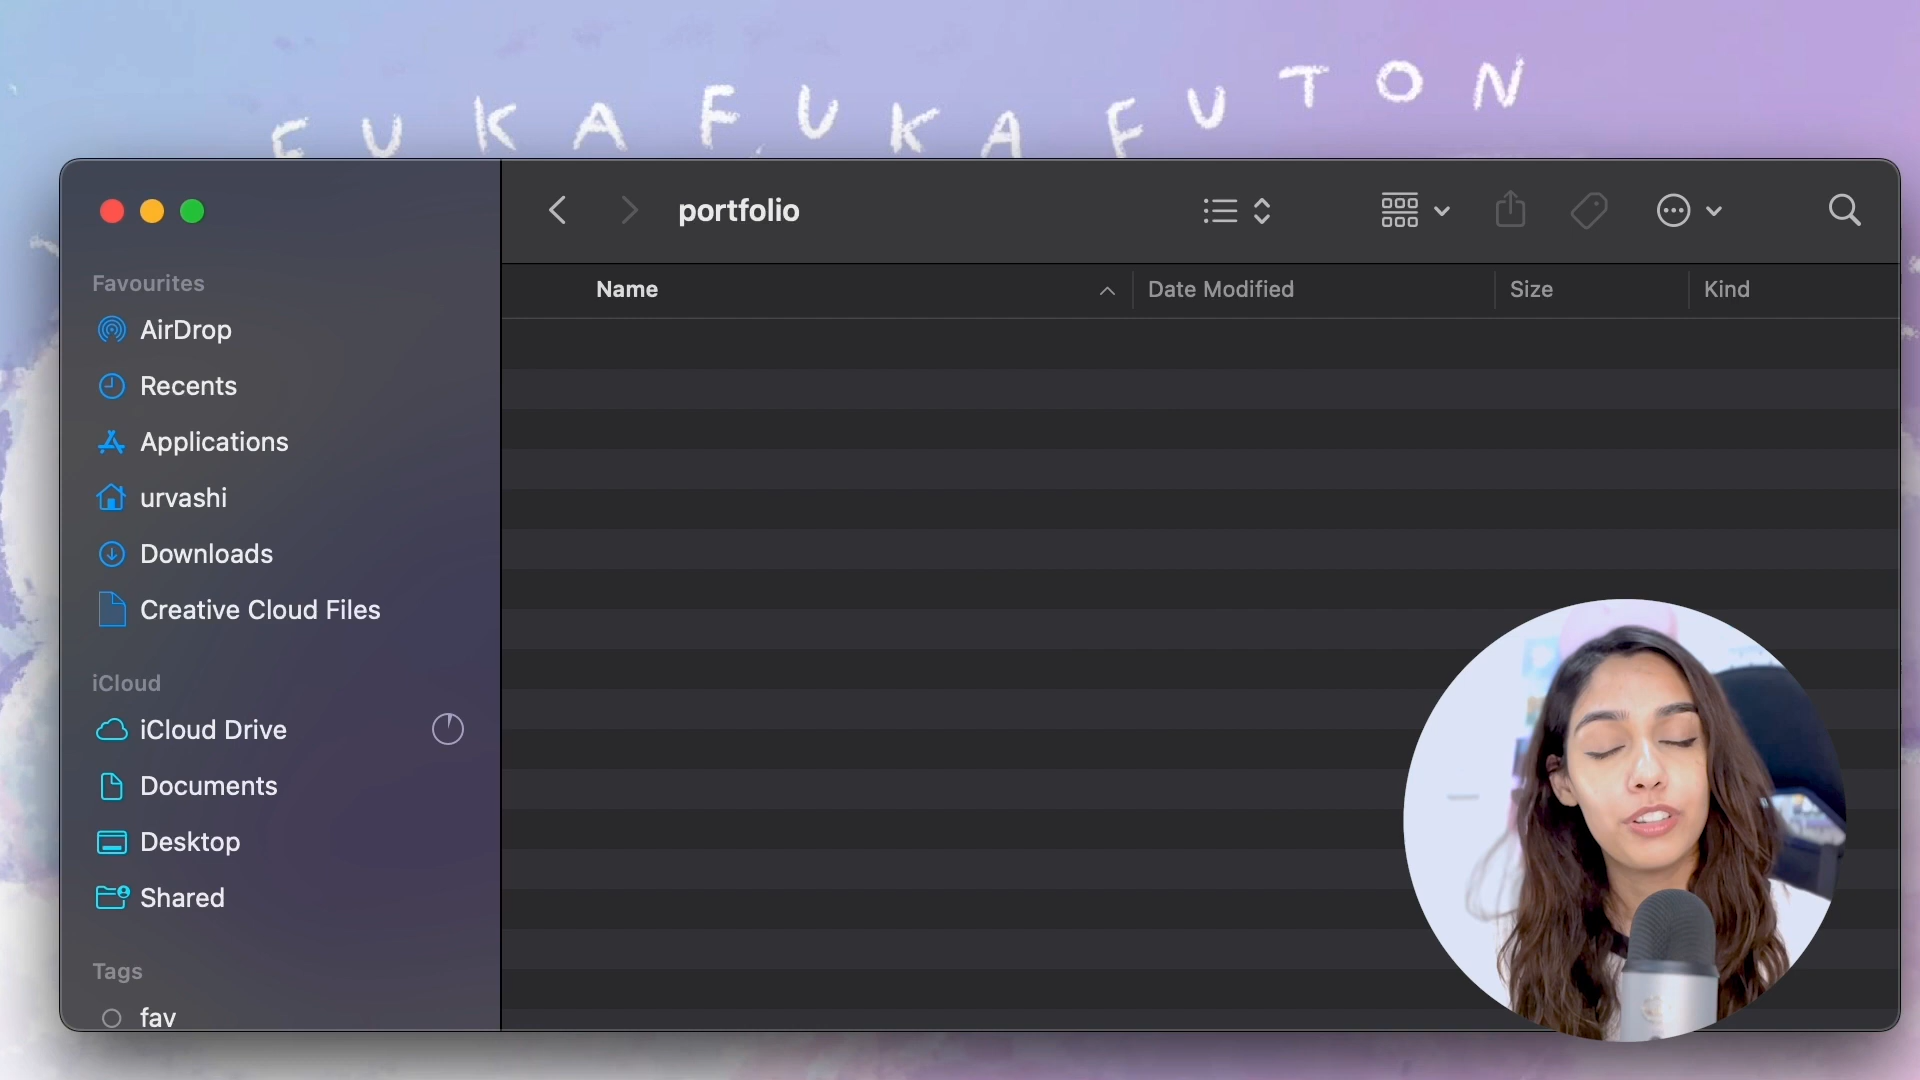 FUKAFUKAFUTON
portfolio
Favourites
AirDrop
Recents
Applications
urvashi
Downloads
Creative Cloud Files
iCloud
iCloud Drive
Documents
Desktop
Shared
Tags
fav
Name
Date Modified
Size
Kind